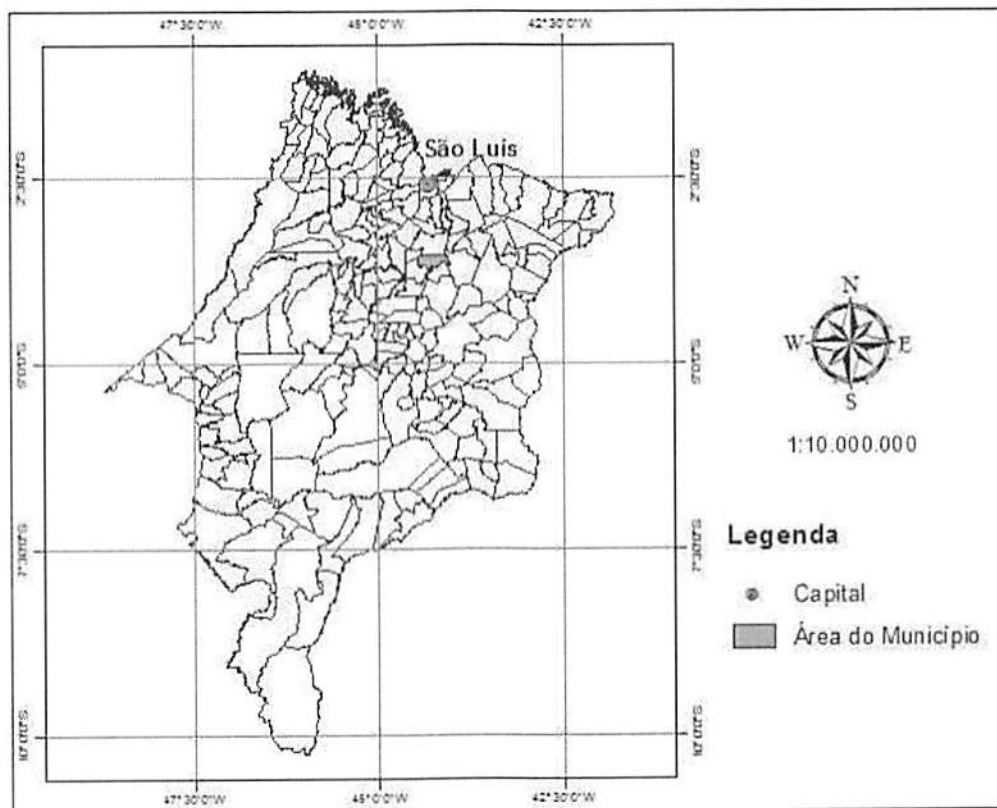 47°30'0"W 45°0'0"W 42°30'0"W
São Luís
2°30'0"S 2°30'0"S
N
W E
S
5°0'0"S 5°0'0"S
1:10.000.000
Legenda
7°30'0"S 7°30'0"S
Capital
Área do Município
10°0'0"S 10°0'0"S
47°30'0"W 45°0'0"W 42°30'0"W